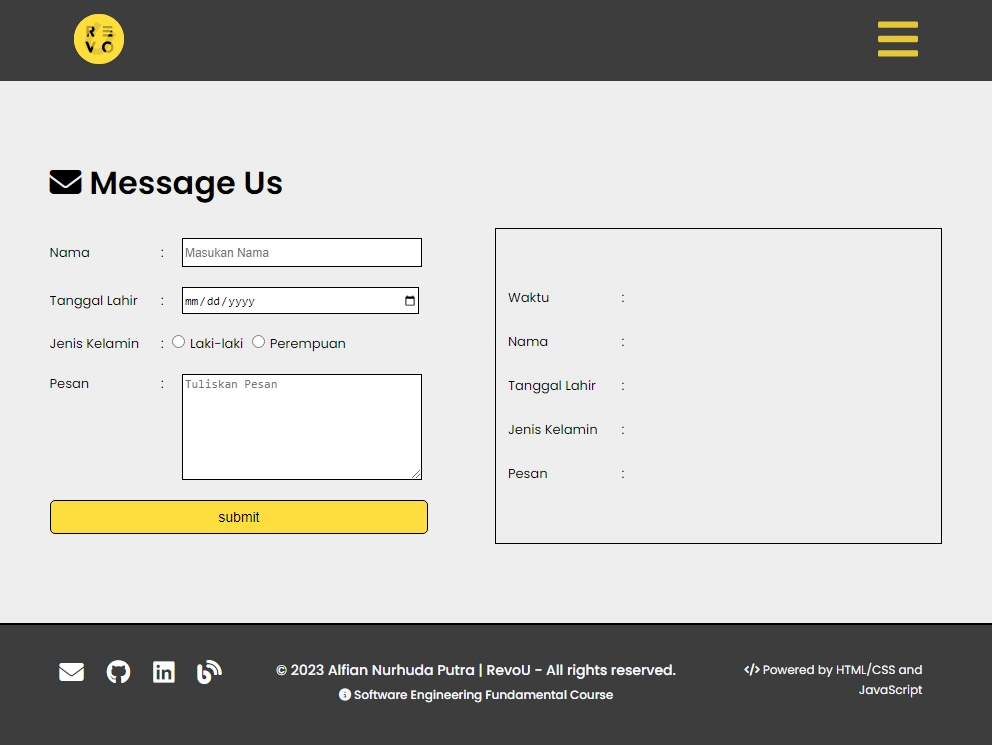 R E
V O
Message Us
Nama : Masukan Nama
Tanggal Lahir : mm/dd/yyyy
Jenis Kelamin : Laki-laki Perempuan
Pesan : Tuliskan Pesan
submit
Waktu :
Nama :
Tanggal Lahir :
Jenis Kelamin :
Pesan :
© 2023 Alfian Nurhuda Putra | RevoU - All rights reserved.
Software Engineering Fundamental Course
</> Powered by HTML/CSS and
JavaScript